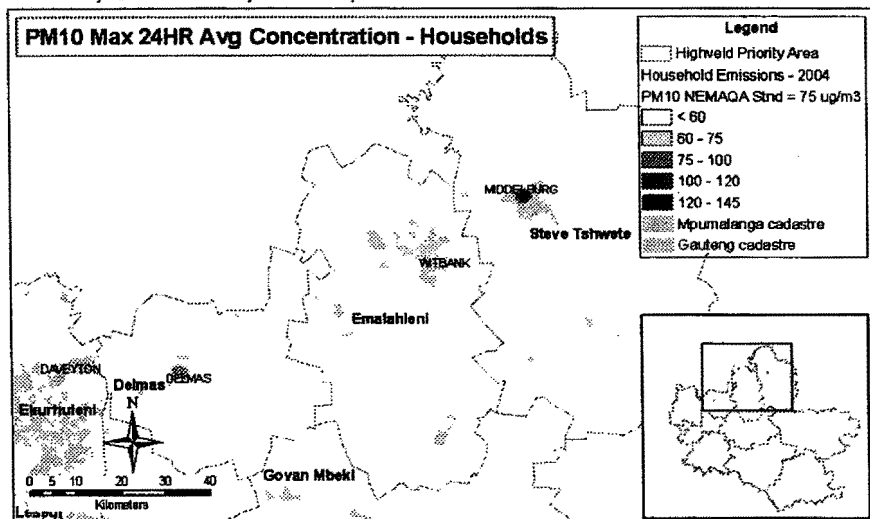 PM10 Max 24HR Avg Concentration - Households
Legend
Highveld Priority Area
Household Emissions - 2004
PM10 NEMAQA Stnd = 75 ug/m3
< 60
60 - 75
75 - 100
100 - 120
120 - 145
Mpumalanga cadastre
Gauteng cadastre
MIDDELBURG
Steve Tshwete
WITBANK
Emalahleni
DAVEYTON
Delmas
DELMAS
Ekurhuleni
N
Govan Mbeki
0 5 10 20 30 40
Kilometers